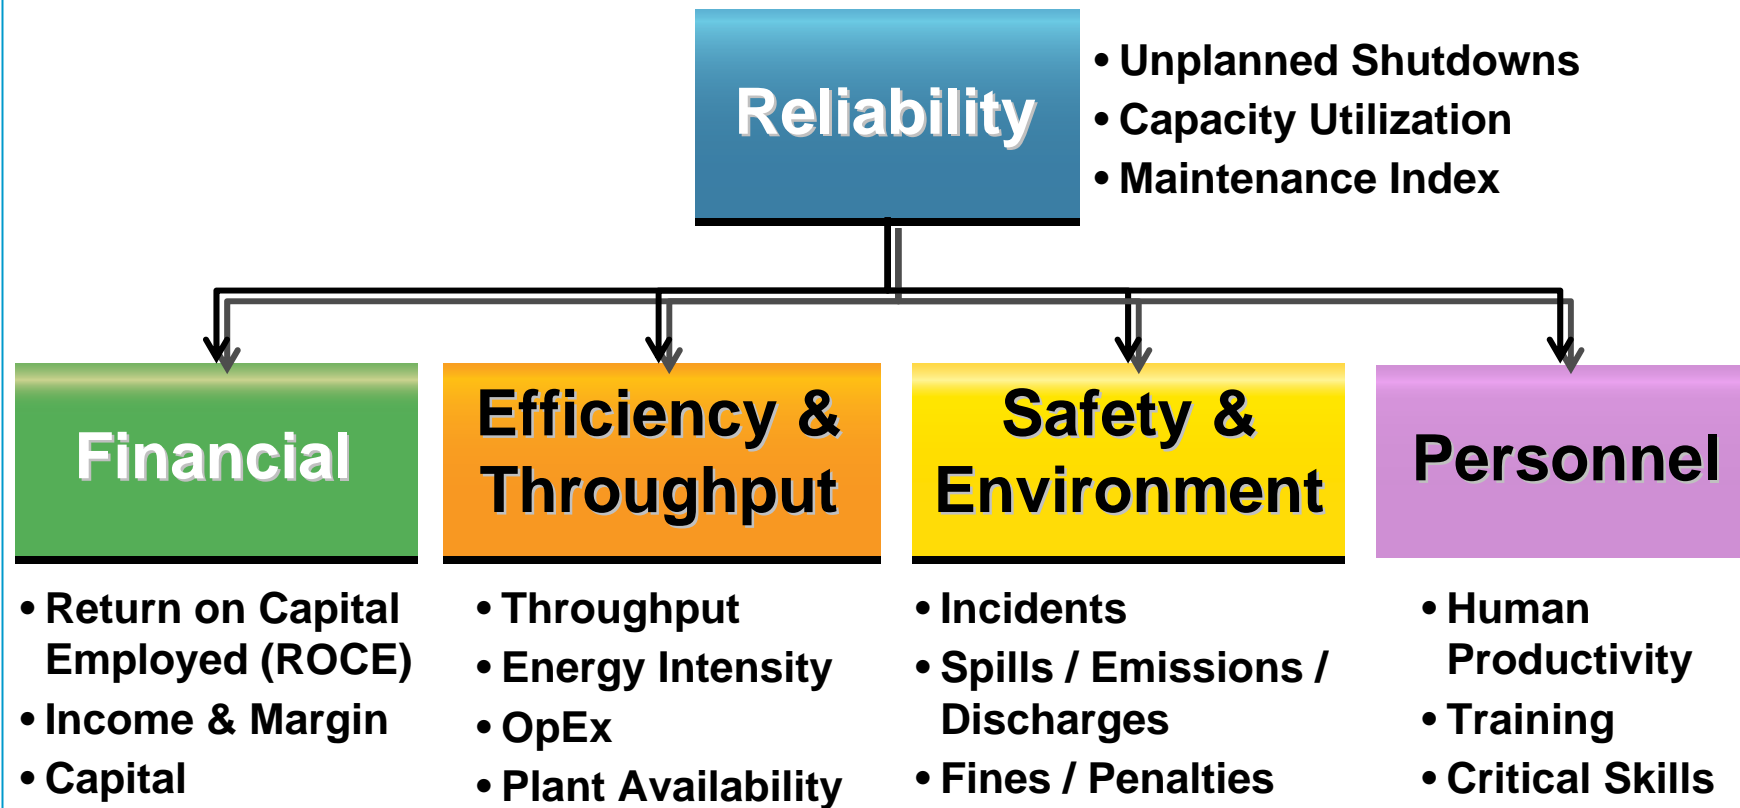 Reliability
• Unplanned Shutdowns
• Capacity Utilization
• Maintenance Index
Financial
• Return on Capital
Employed (ROCE)
• Income & Margin
• Capital
Efficiency &
Throughput
• Throughput
• Energy Intensity
• OpEx
• Plant Availability
Safety &
Environment
• Incidents
• Spills / Emissions /
Discharges
• Fines / Penalties
Personnel
• Human
Productivity
• Training
• Critical Skills